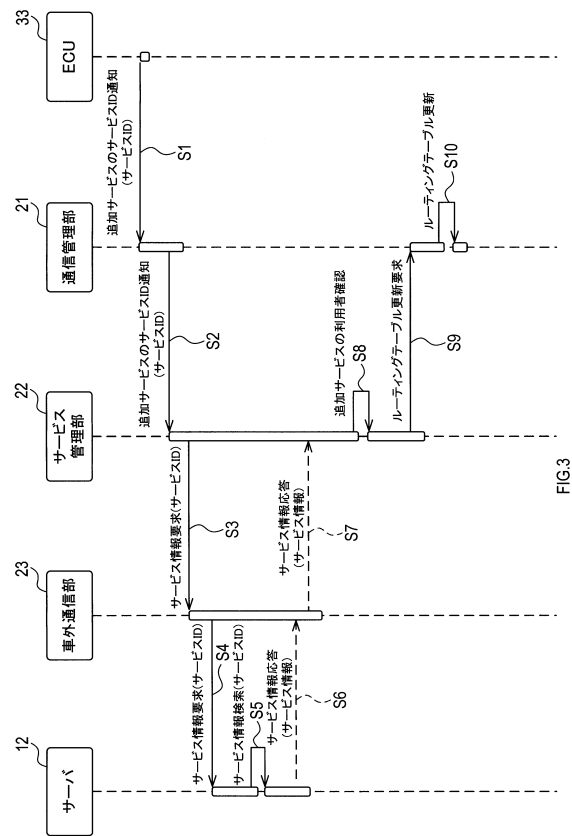 12
サーバ
23
車外通信部
22
サービス
管理部
21
通信管理部
33
ECU
追加サービスのサービスID通知
(サービスID)
S1
追加サービスのサービスID通知
(サービスID)
S2
サービス情報要求(サービスID)
S3
サービス情報要求(サービスID)
S4
サービス情報検索(サービスID)
S5
サービス情報応答
(サービス情報)
S6
サービス情報応答
(サービス情報)
S7
追加サービスの利用者確認
S8
ルーティングテーブル更新要求
S9
ルーティングテーブル更新
S10
FIG.3